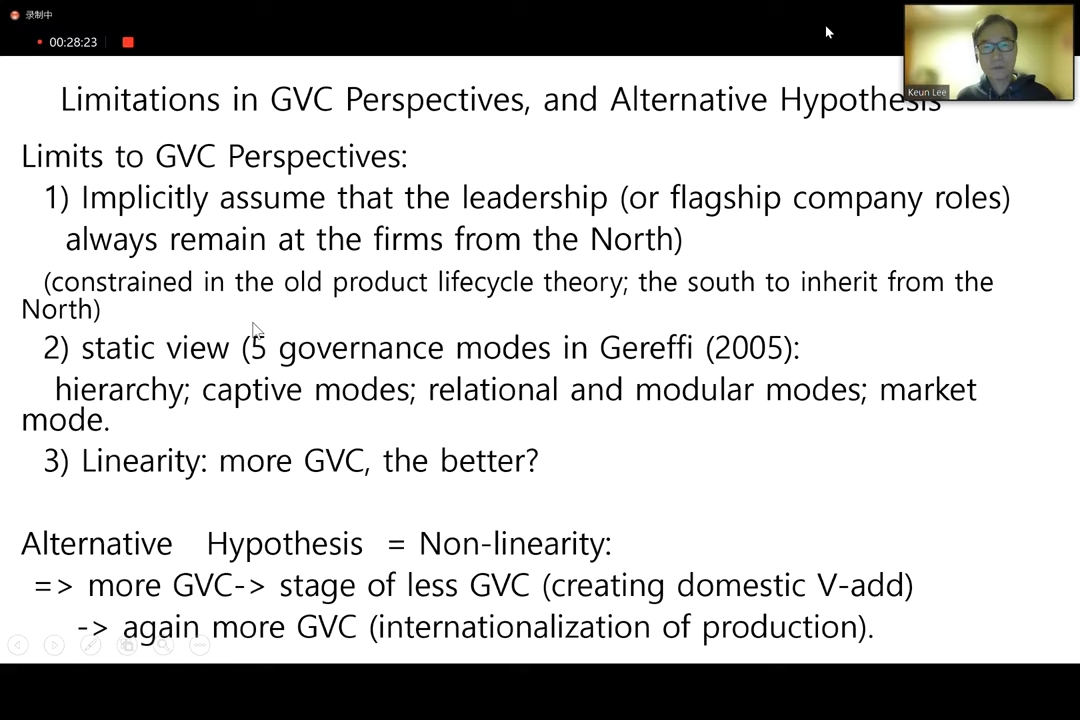 录制中
00:28:23
Keun Lee
Limitations in GVC Perspectives, and Alternative Hypothesis
Limits to GVC Perspectives:
1) Implicitly assume that the leadership (or flagship company roles)
always remain at the firms from the North)
(constrained in the old product lifecycle theory; the south to inherit from the
North)
2) static view (5 governance modes in Gereffi (2005):
hierarchy; captive modes; relational and modular modes; market
mode.
3) Linearity: more GVC, the better?
Alternative Hypothesis = Non-linearity:
=> more GVC-> stage of less GVC (creating domestic V-add)
-> again more GVC (internationalization of production).